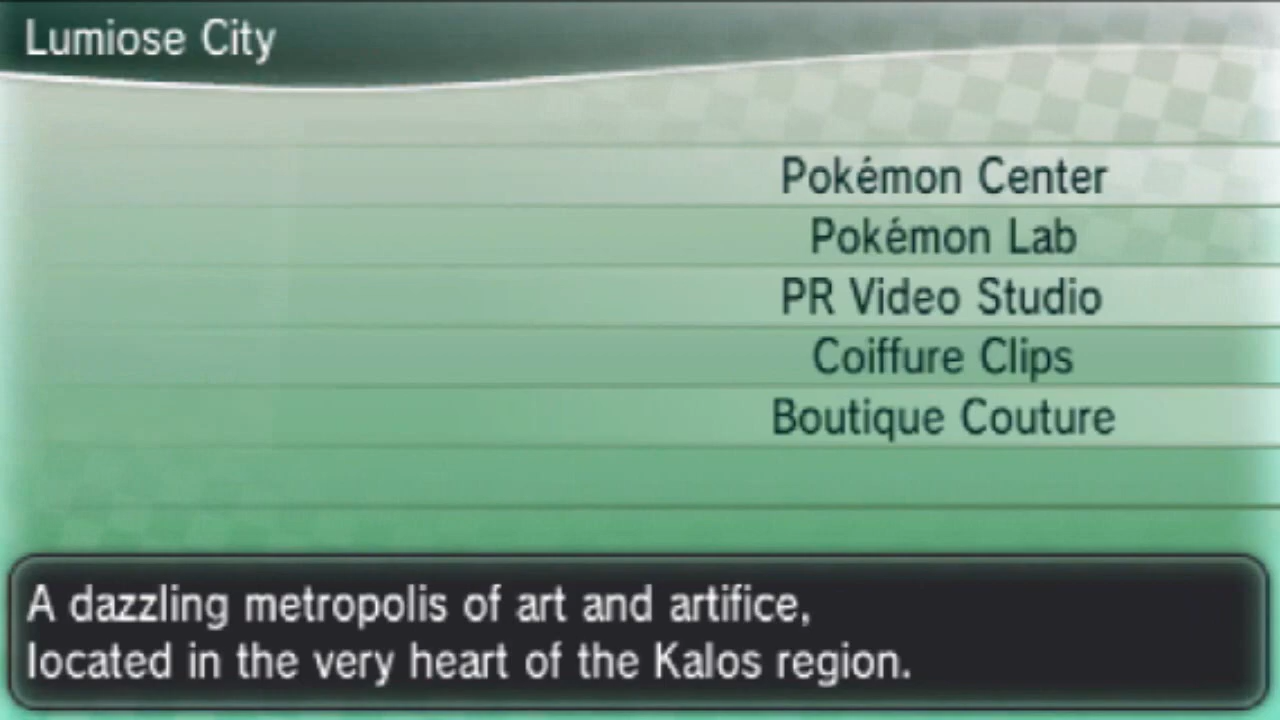 Lumiose City
Pokémon Center
Pokémon Lab
PR Video Studio
Coiffure Clips
Boutique Couture
A dazzling metropolis of art and artifice,
located in the very heart of the Kalos region.